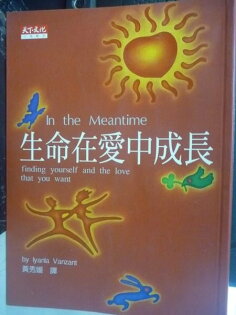 天下文化
In the Meantime
生命在愛中成長
finding yourself and the love
that you want
by Iyanla Vanzant
黃秀媛 譯